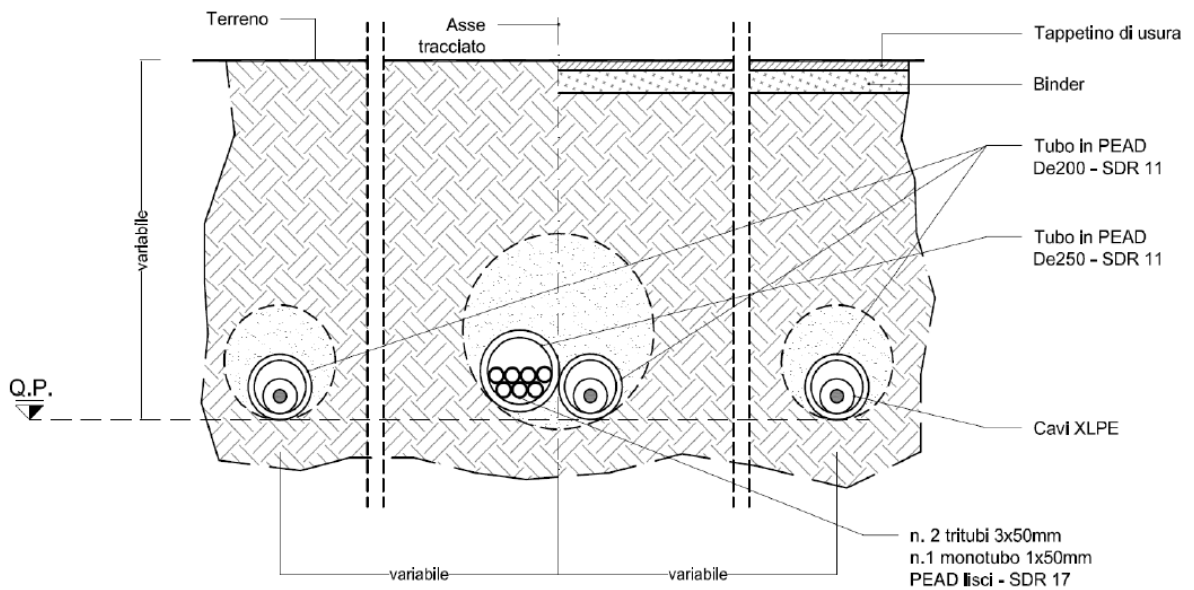 Terreno
Asse
tracciato
Tappetino di usura
Binder
Tubo in PEAD
De200 - SDR 11
variabile
Tubo in PEAD
De250 - SDR 11
Q.P.
Cavi XLPE
n. 2 tritubi 3x50mm
n.1 monotubo 1x50mm
PEAD lisci - SDR 17
variabile
variabile